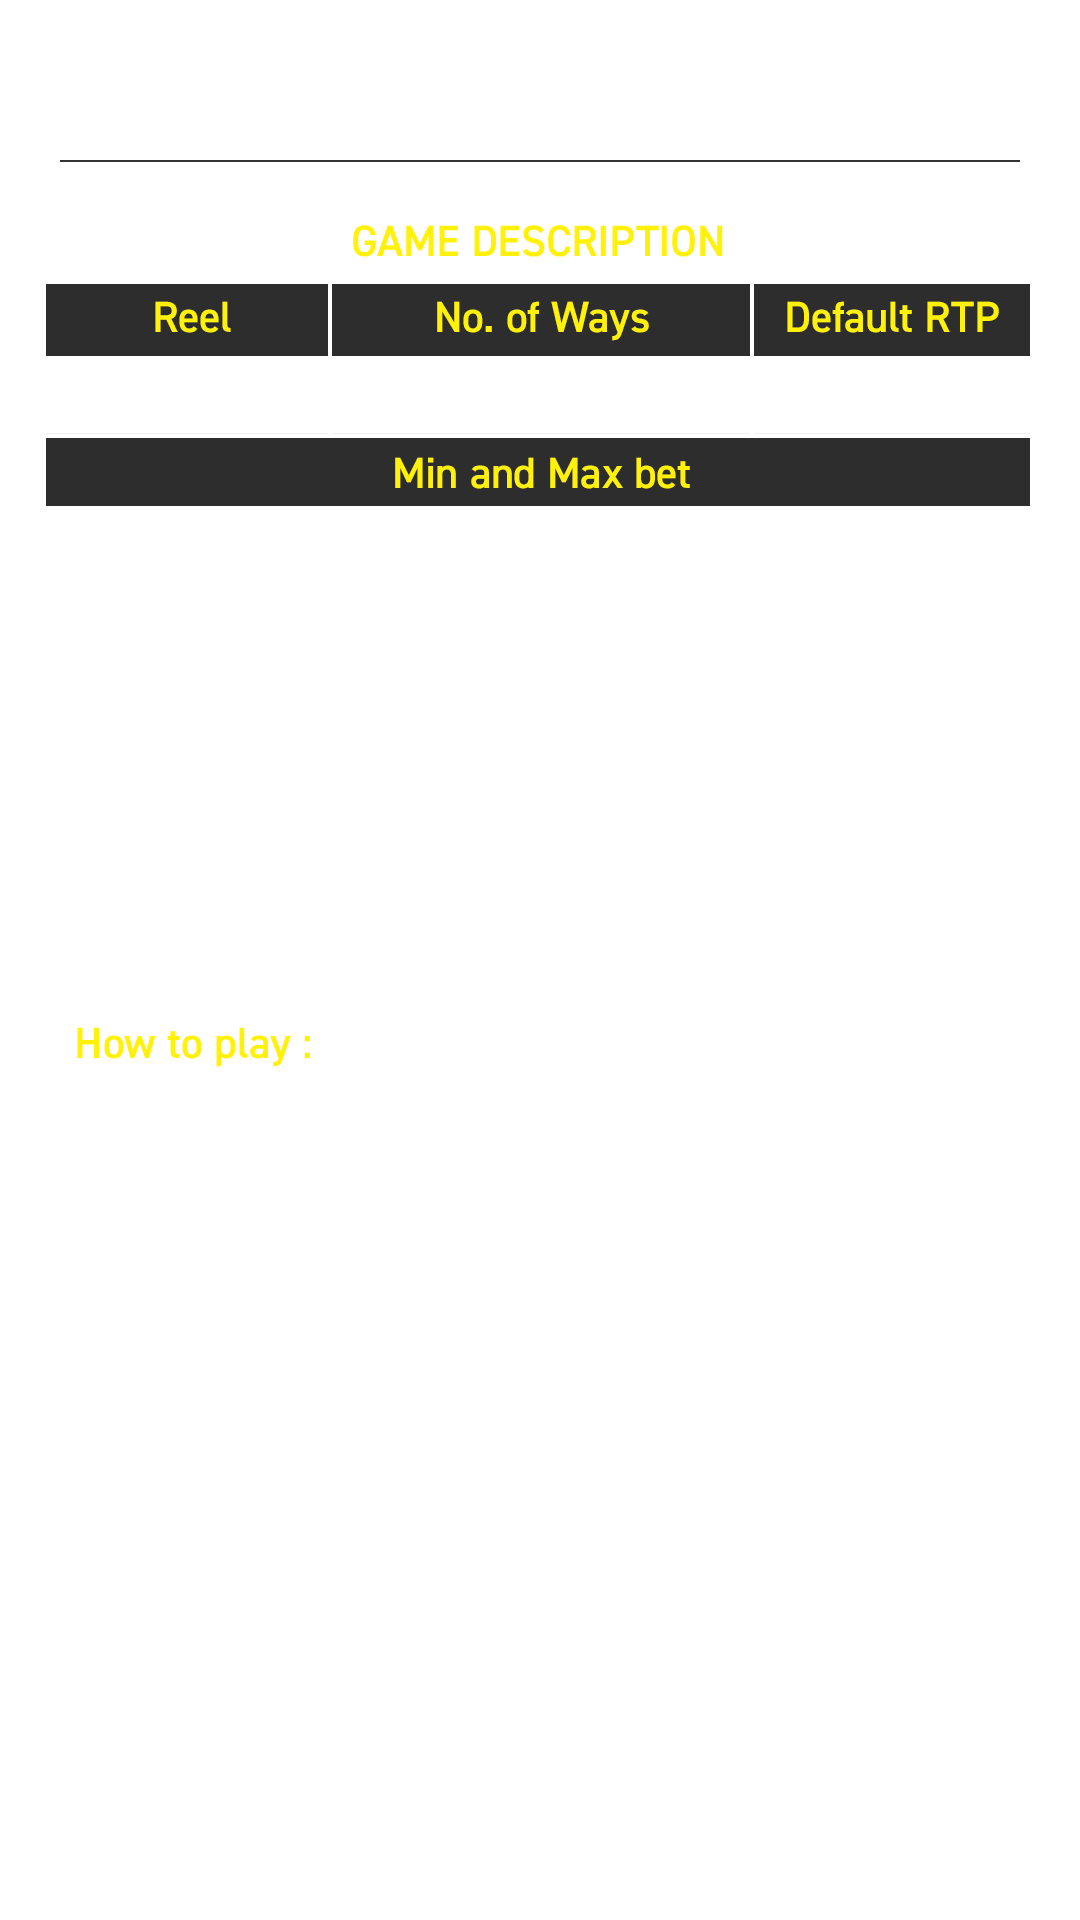 GAME DESCRIPTION
Reel No. of Ways Default RTP
Min and Max bet
How to play :